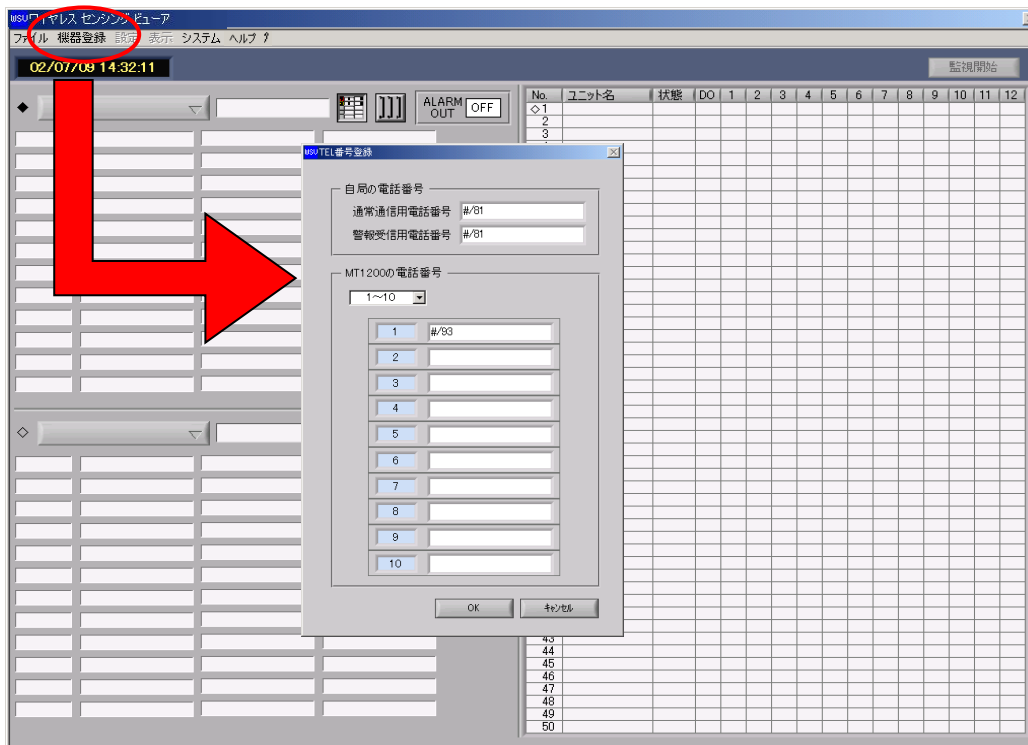 WSVワイヤレス センシングビューア
ファイル 機器登録 設定 表示 システム ヘルプ ?
02/07/09 14:32:11
監視開始
◆
ALARM OUT OFF
No. ユニット名 状態 DO 1 2 3 4 5 6 7 8 9 10 11 12
◇1
2
3
WSVTEL番号登録
自局の電話番号
通常通信用電話番号 #/81
警報受信用電話番号 #/81
MT1200の電話番号
1~10
1 #/93
2
3
4
5
6
7
8
9
10
OK キャンセル
◇
43
44
45
46
47
48
49
50